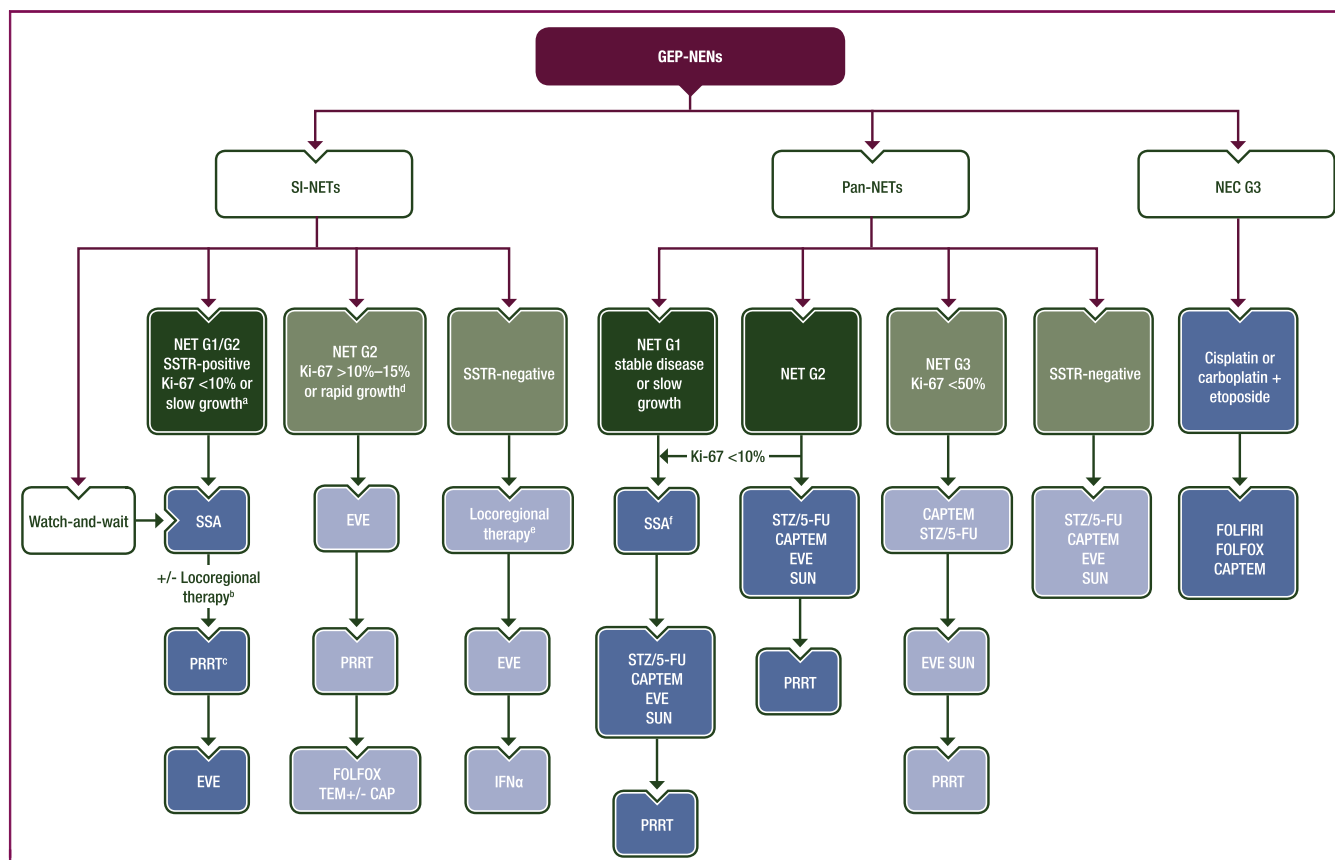 GEP-NENs
SI-NETs
Pan-NETs
NEC G3
NET G1/G2
SSTR-positive
Ki-67 <10% or
slow growthᵃ
NET G2
Ki-67 >10%–15%
or rapid growthᵈ
SSTR-negative
NET G1
stable disease
or slow
growth
NET G2
NET G3
Ki-67 <50%
SSTR-negative
Cisplatin or
carboplatin +
etoposide
Ki-67 <10%
Watch-and-wait
SSA
EVE
Locoregional
therapyᵉ
SSAᶠ
STZ/5-FU
CAPTEM
EVE
SUN
CAPTEM
STZ/5-FU
STZ/5-FU
CAPTEM
EVE
SUN
FOLFIRI
FOLFOX
CAPTEM
+/- Locoregional
therapyᵇ
PRRTᶜ
PRRT
EVE
STZ/5-FU
CAPTEM
EVE
SUN
PRRT
EVE SUN
EVE
FOLFOX
TEM+/- CAP
IFNα
PRRT
PRRT